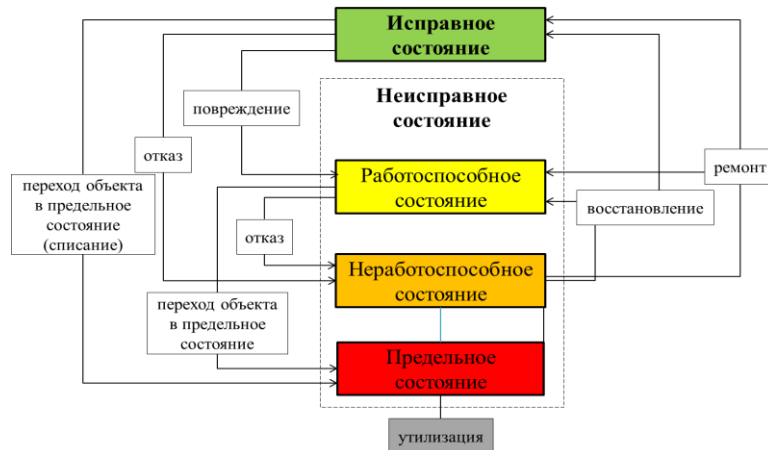 Исправное
состояние
Неисправное
состояние
повреждение
отказ
Работоспособное
состояние
ремонт
переход объекта
в предельное
состояние
(списание)
восстановление
отказ
Неработоспособное
состояние
переход объекта
в предельное
состояние
Предельное
состояние
утилизация